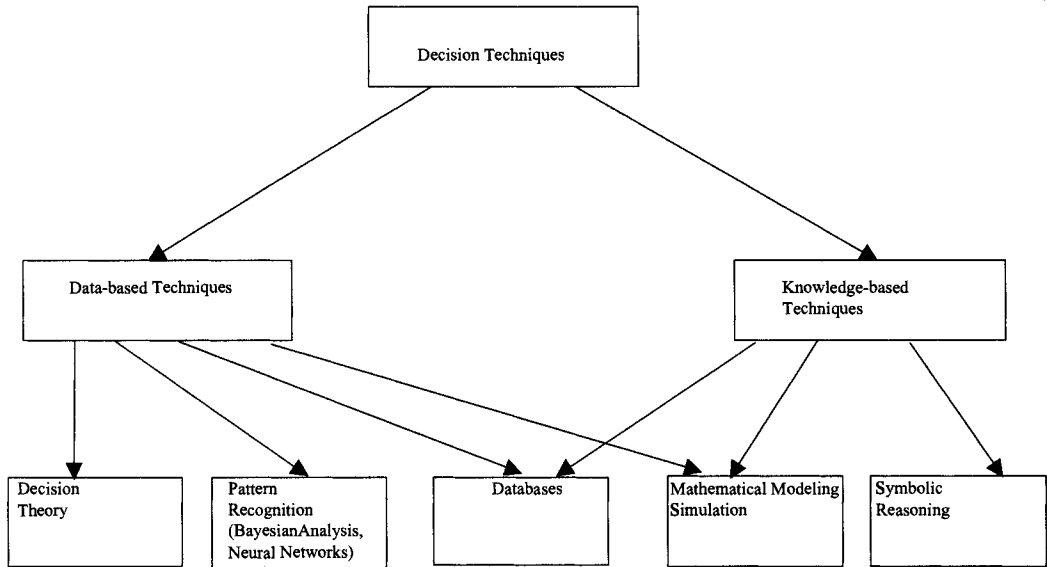 Decision Techniques
Data-based Techniques
Knowledge-based
Techniques
Decision
Theory
Pattern
Recognition
(BayesianAnalysis,
Neural Networks)
Databases
Mathematical Modeling
Simulation
Symbolic
Reasoning